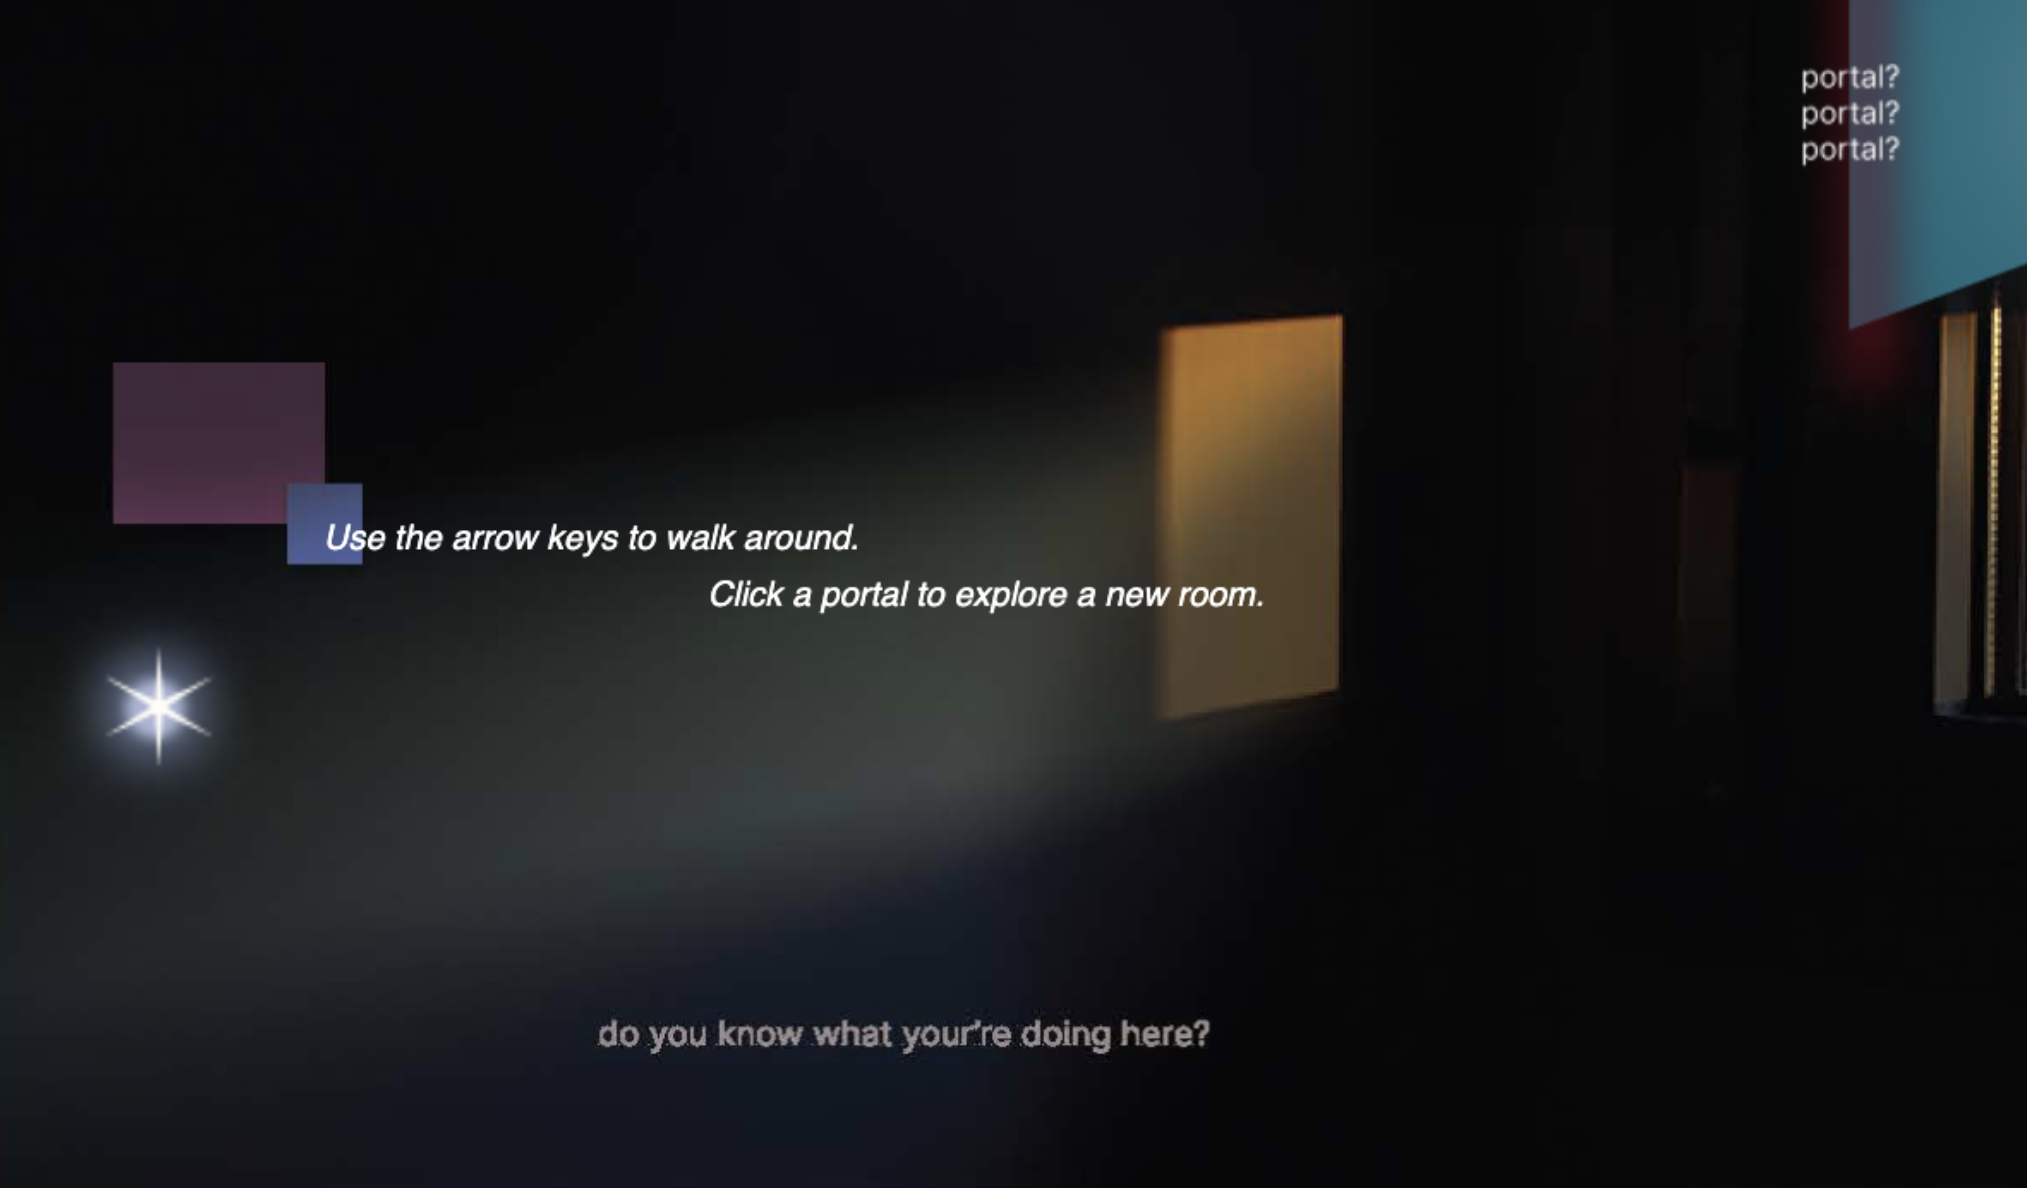 portal?
portal?
portal?
Use the arrow keys to walk around.
Click a portal to explore a new room.
do you know what your're doing here?